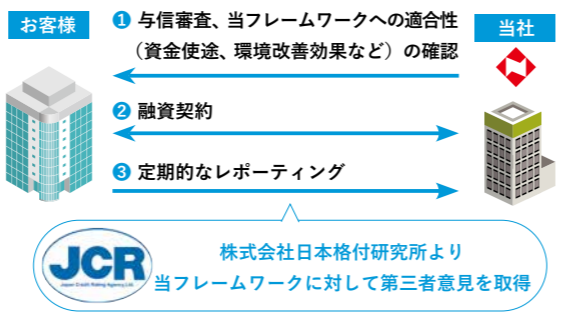 お客様
当社
❶ 与信審査、当フレームワークへの適合性
（資金使途、環境改善効果など）の確認
❷ 融資契約
❸ 定期的なレポーティング
JCR
Japan Credit Rating Agency, Ltd.
株式会社日本格付研究所より
当フレームワークに対して第三者意見を取得